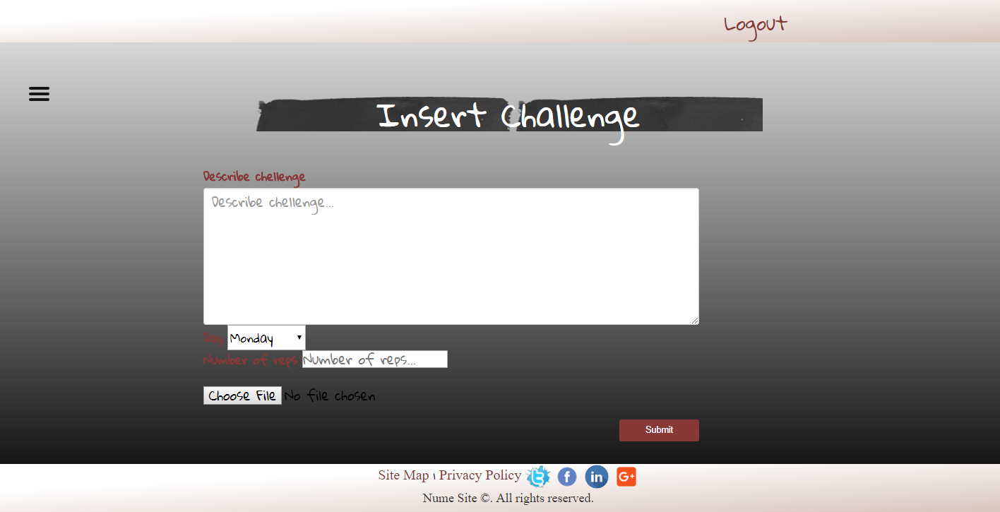 Logout
Insert Challenge
Describe chellenge
Describe chellenge...
Day Monday
Number of reps Number of reps...
Choose File No file chosen
Submit
Site Map \ Privacy Policy
Nume Site ©. All rights reserved.